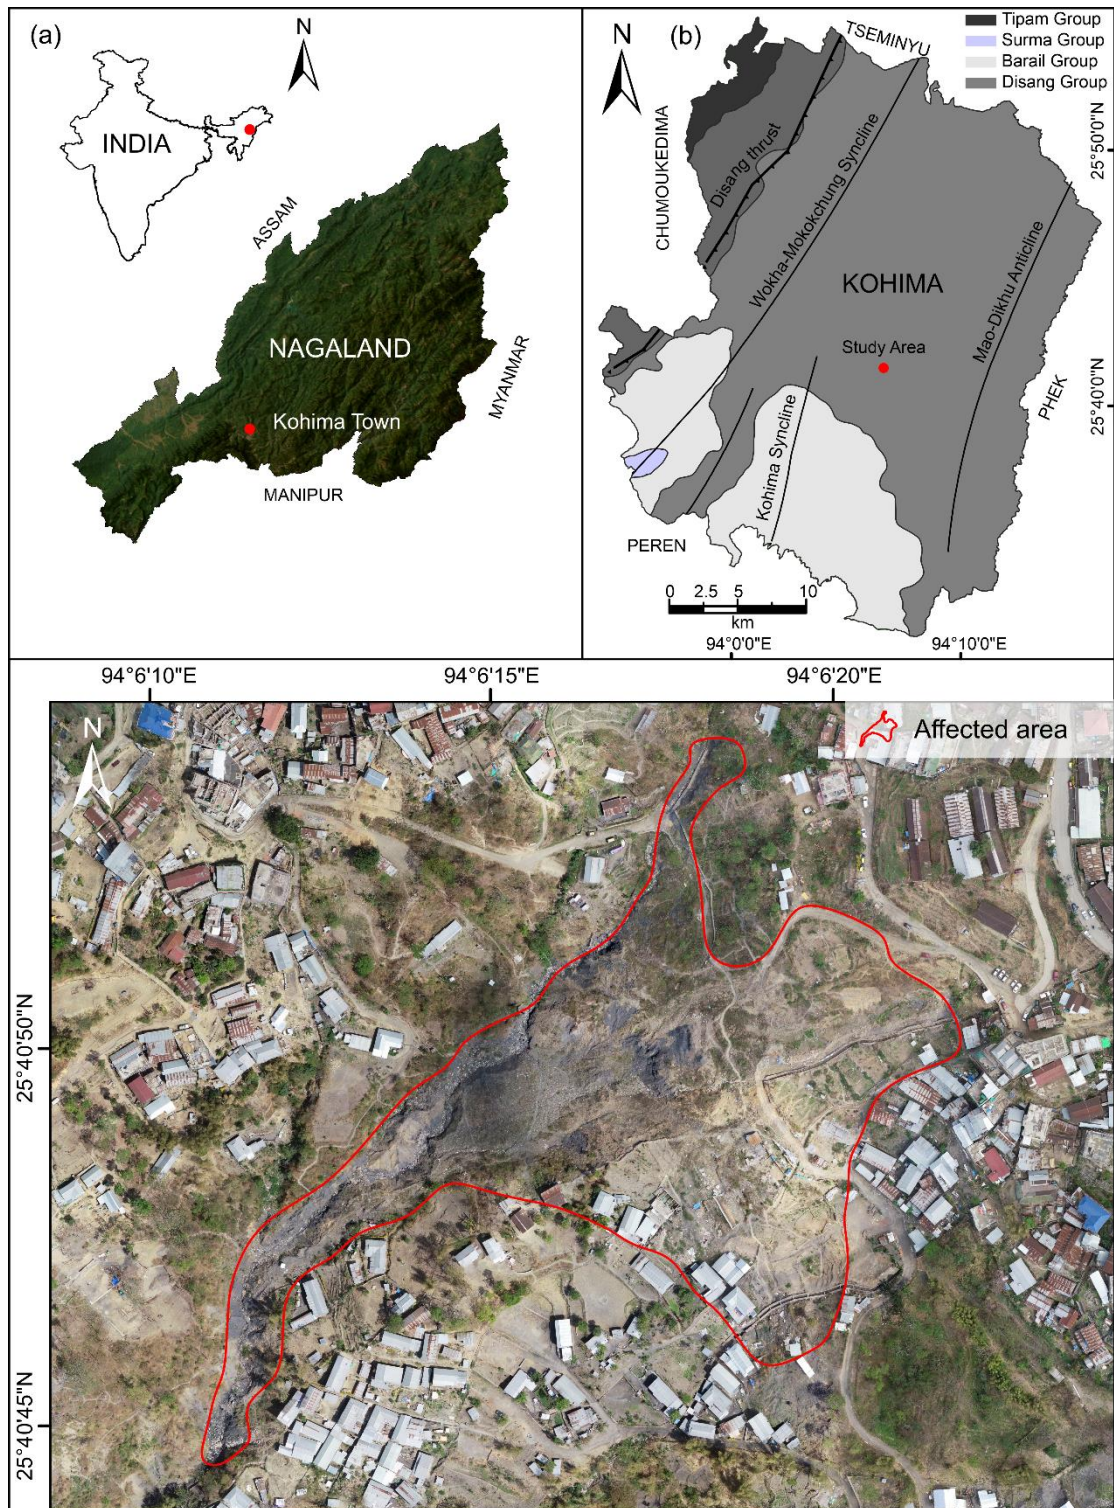 (a)
N
INDIA
ASSAM
NAGALAND
MYANMAR
Kohima Town
MANIPUR
(b)
N
TSEMINYU
Tipam Group
Surma Group
Barail Group
Disang Group
CHUMOUKEDIMA
Disang thrust
Wokha-Mokokchung Syncline
25°50'0"N
KOHIMA
Mao-Dikhu Anticline
Study Area
PHEK
25°40'0"N
Kohima Syncline
PEREN
0 2.5 5 10
km
94°0'0"E 94°10'0"E
94°6'10"E 94°6'15"E 94°6'20"E
N
Affected area
25°40'50"N
25°40'45"N